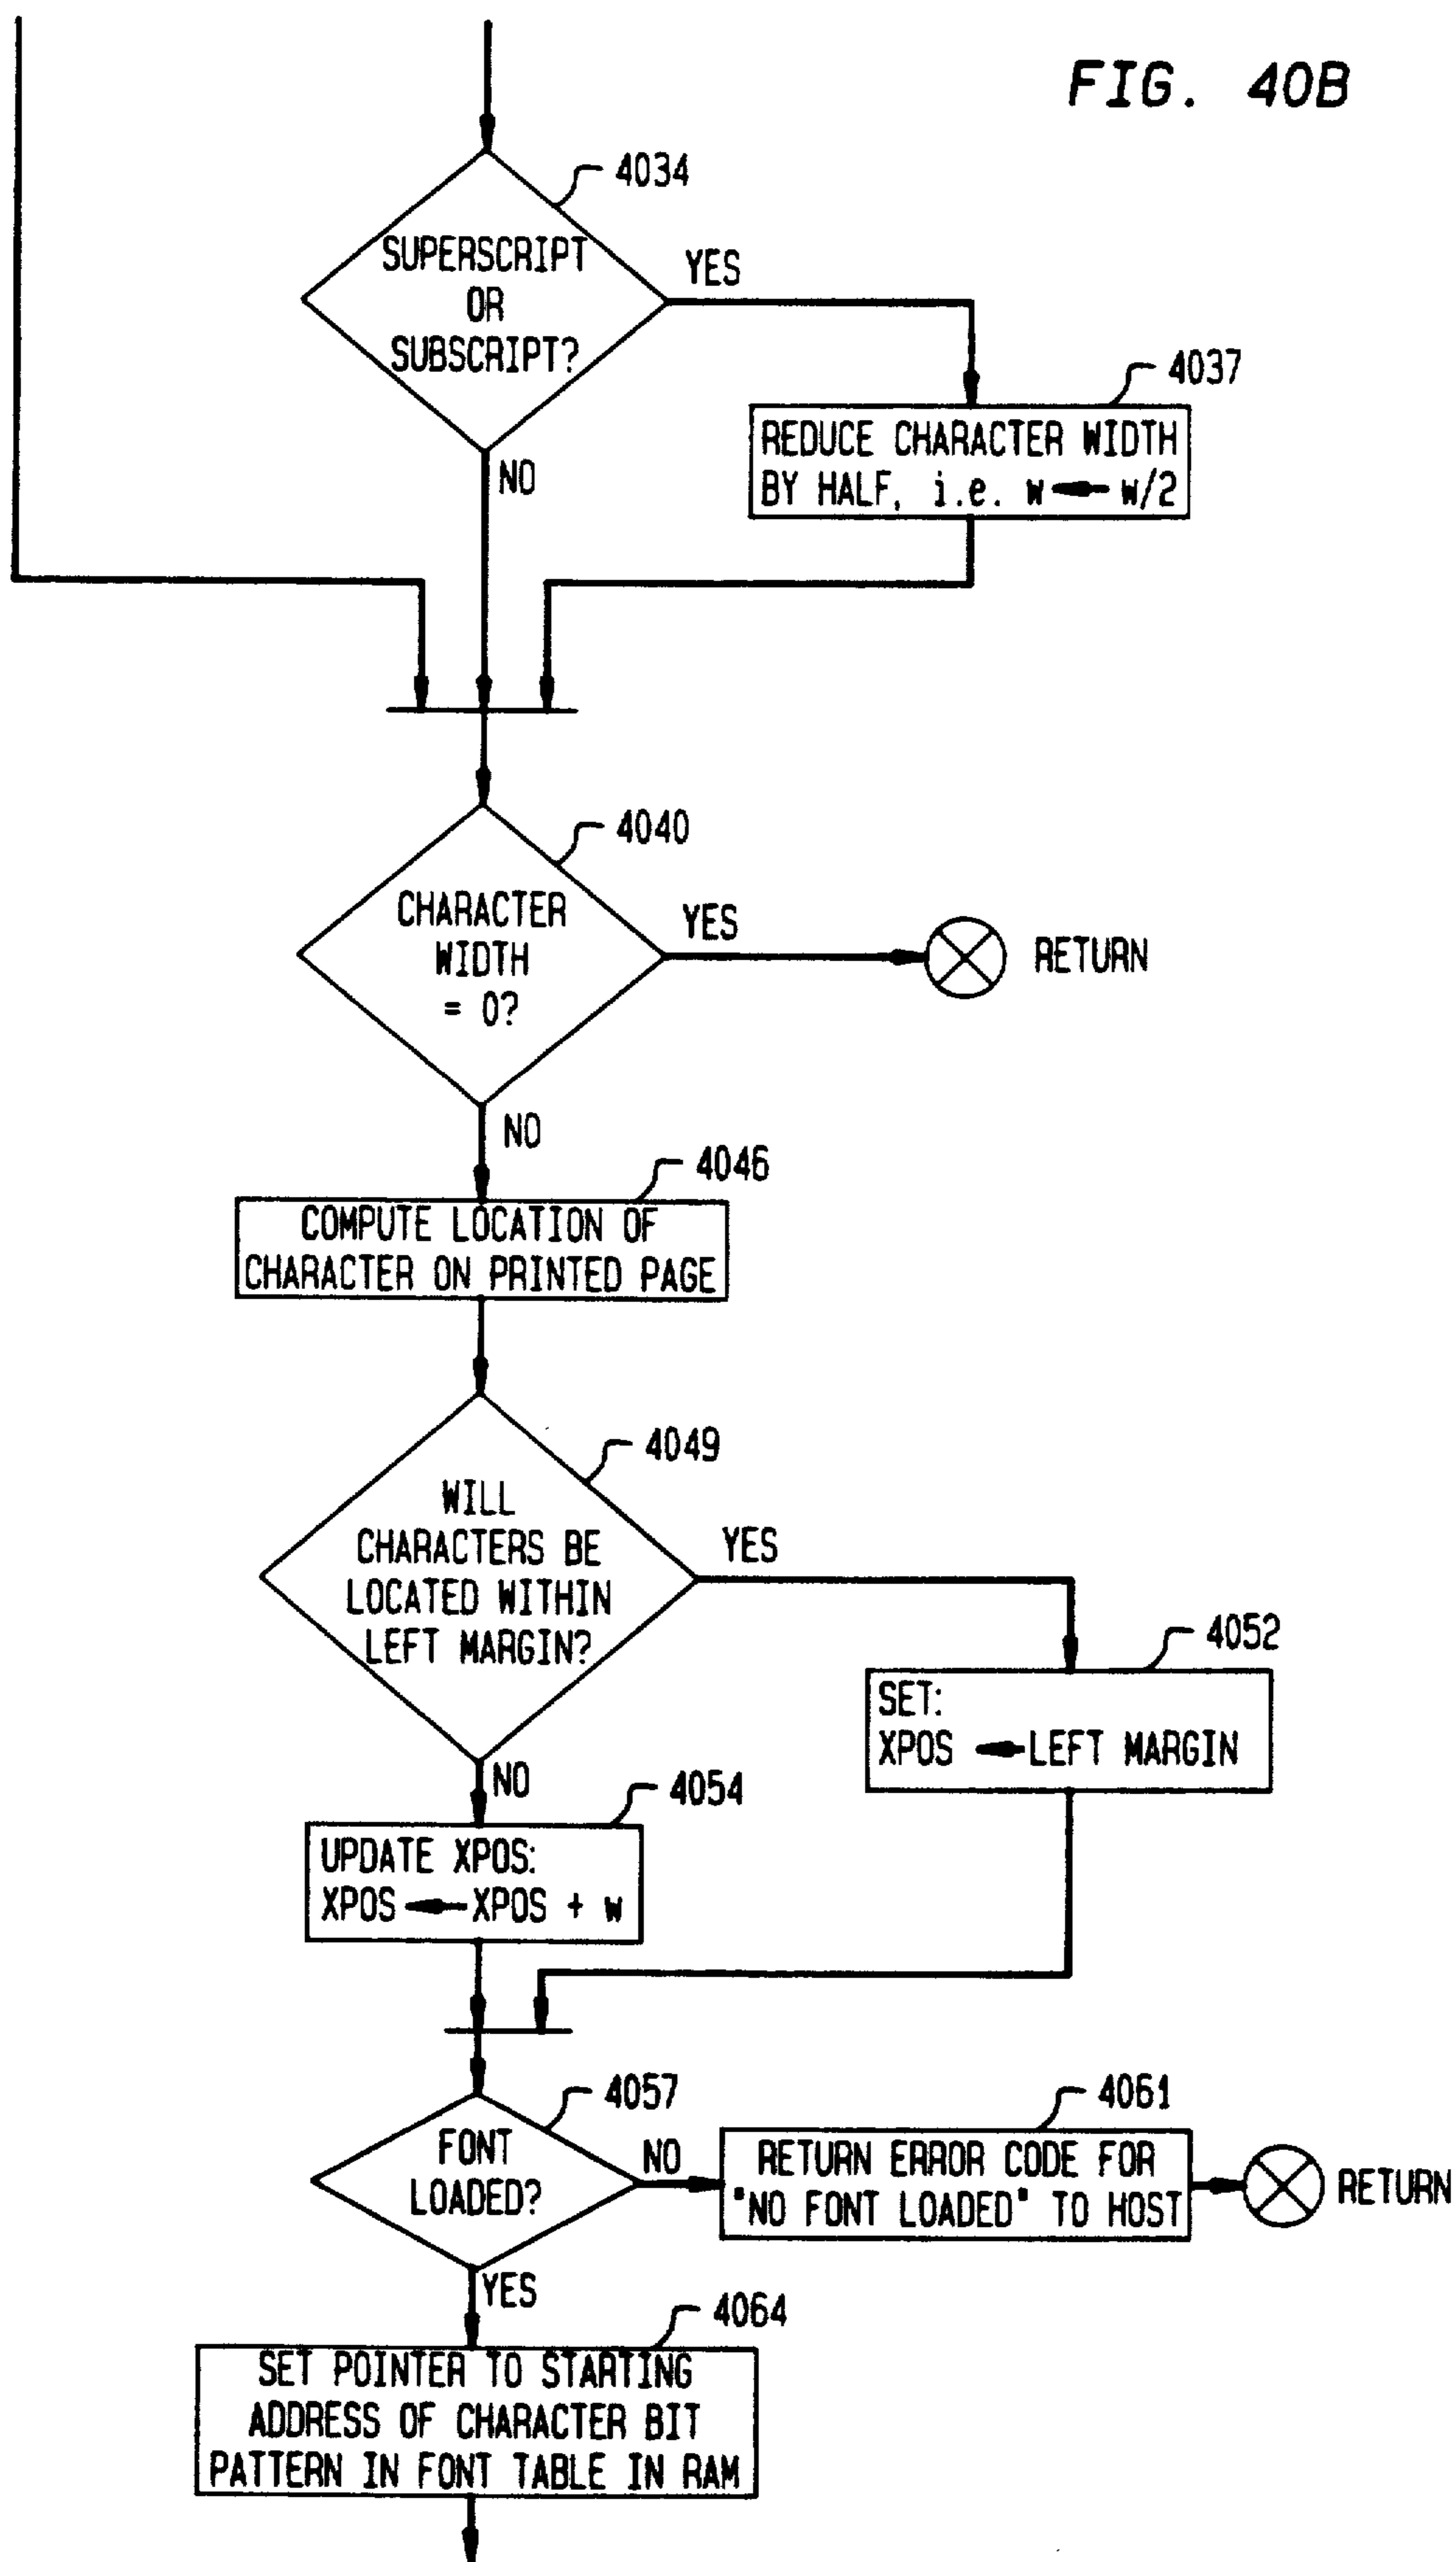 FIG. 40B
4034
SUPERSCRIPT
OR
SUBSCRIPT?
YES
NO
4037
REDUCE CHARACTER WIDTH
BY HALF, i.e. w ← w/2
4040
CHARACTER
WIDTH
= 0?
YES
RETURN
NO
4046
COMPUTE LOCATION OF
CHARACTER ON PRINTED PAGE
4049
WILL
CHARACTERS BE
LOCATED WITHIN
LEFT MARGIN?
YES
NO
4052
SET:
XPOS ← LEFT MARGIN
4054
UPDATE XPOS:
XPOS ← XPOS + w
4057
FONT
LOADED?
NO
4061
RETURN ERROR CODE FOR
"NO FONT LOADED" TO HOST
RETURN
YES
4064
SET POINTER TO STARTING
ADDRESS OF CHARACTER BIT
PATTERN IN FONT TABLE IN RAM